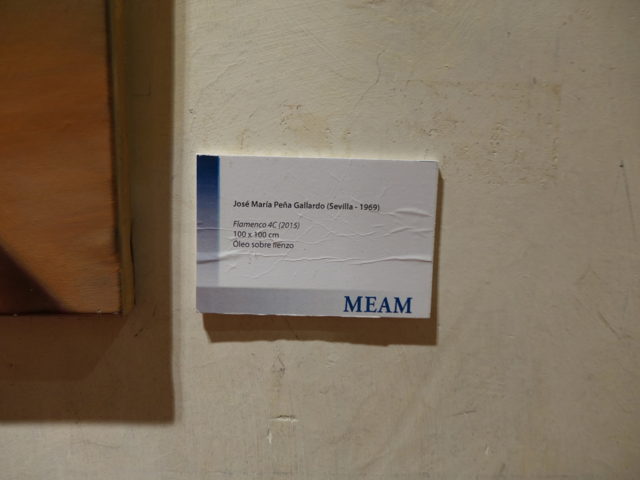 José María Peña Gallardo (Sevilla - 1969)
Flamenco 4C (2015)
100 x 100 cm
Óleo sobre lienzo
MEAM